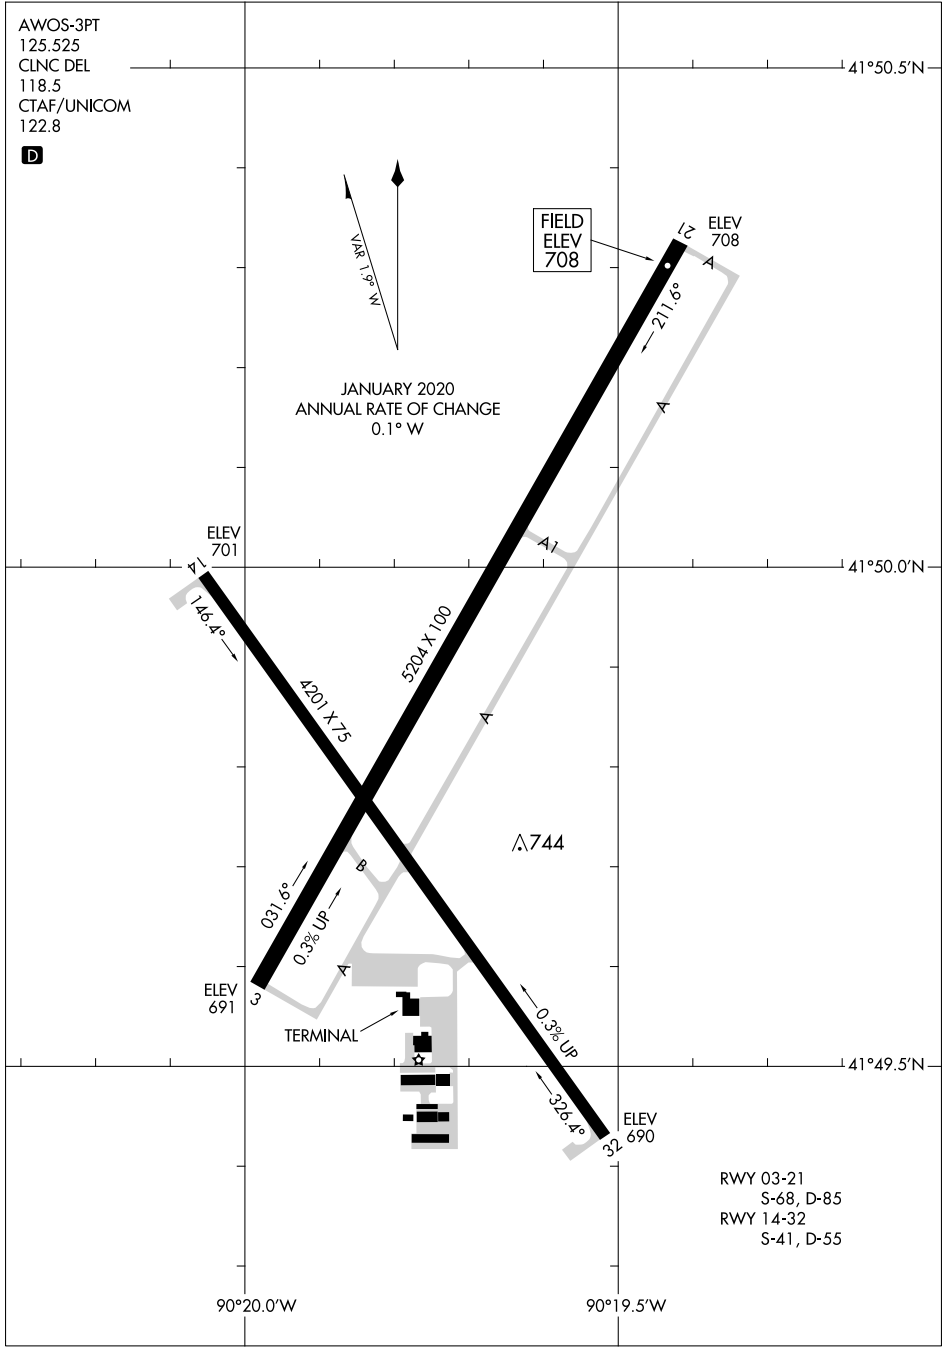 AWOS-3PT
125.525
CLNC DEL
118.5
CTAF/UNICOM
122.8
D
41°50.5'N
VAR 1.9° W
JANUARY 2020
ANNUAL RATE OF CHANGE
0.1° W
FIELD
ELEV
708
21
ELEV
708
A
211.6°
A
A1
41°50.0'N
ELEV
701
14
146.4°
4201 X 75
5204 X 100
A
744
B
031.6°
0.3% UP
A
ELEV
691
3
TERMINAL
0.3% UP
41°49.5'N
326.4°
ELEV
690
32
RWY 03-21
S-68, D-85
RWY 14-32
S-41, D-55
90°20.0'W
90°19.5'W